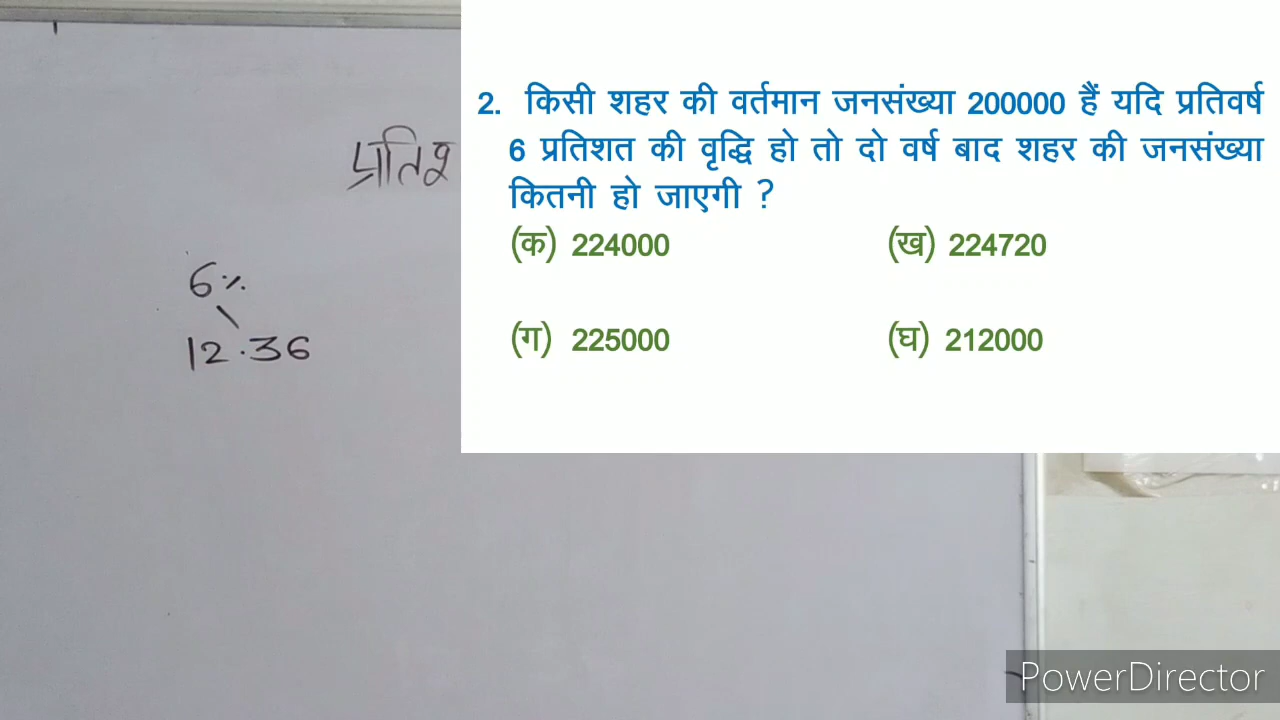 प्रतिश
6%
12.36
2. किसी शहर की वर्तमान जनसंख्या 200000 हैं यदि प्रतिवर्ष
6 प्रतिशत की वृद्धि हो तो दो वर्ष बाद शहर की जनसंख्या
कितनी हो जाएगी ?
(क) 224000 (ख) 224720
(ग) 225000 (घ) 212000
PowerDirector